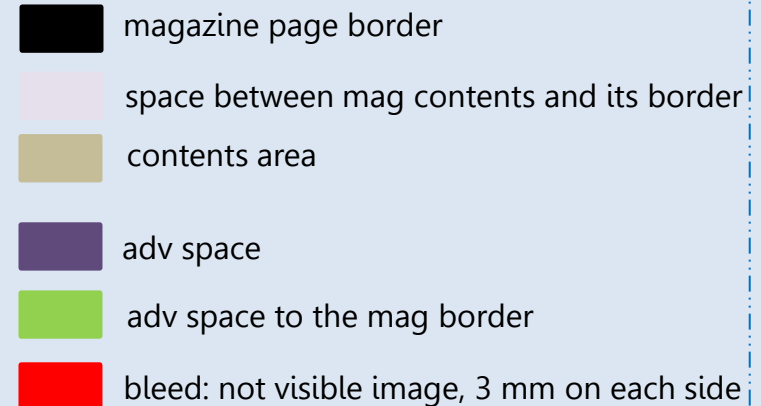 magazine page border
space between mag contents and its border
contents area
adv space
adv space to the mag border
bleed: not visible image, 3 mm on each side